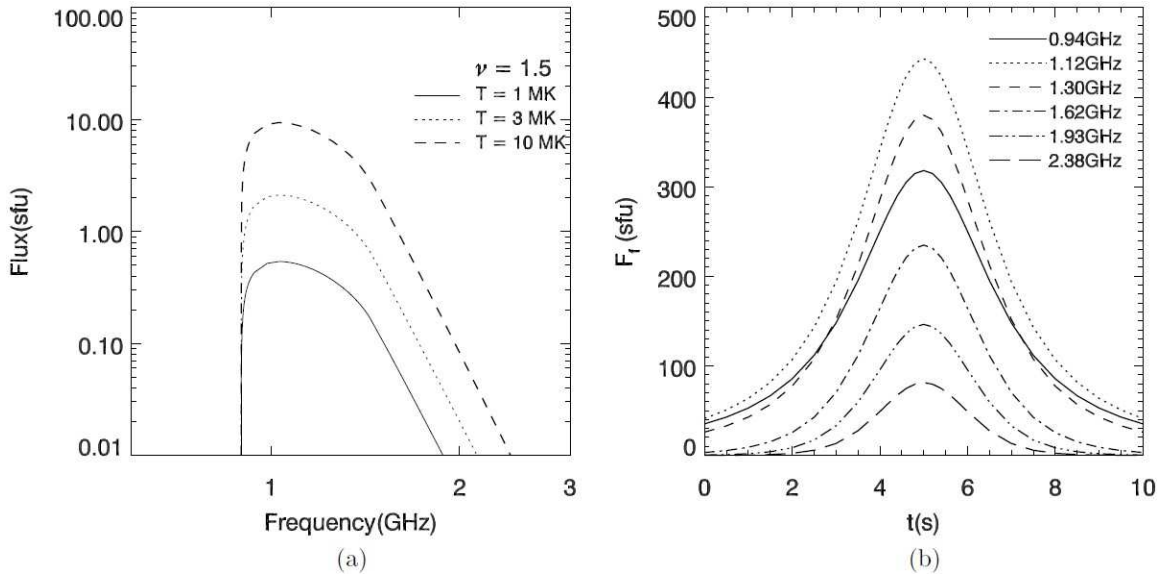 100.00
10.00
1.00
0.10
0.01
Flux(sfu)
ν = 1.5
T = 1 MK
T = 3 MK
T = 10 MK
1
2
3
Frequency(GHz)
(a)
500
400
300
200
100
0
F_f (sfu)
0.94GHz
1.12GHz
1.30GHz
1.62GHz
1.93GHz
2.38GHz
0
2
4
6
8
10
t(s)
(b)